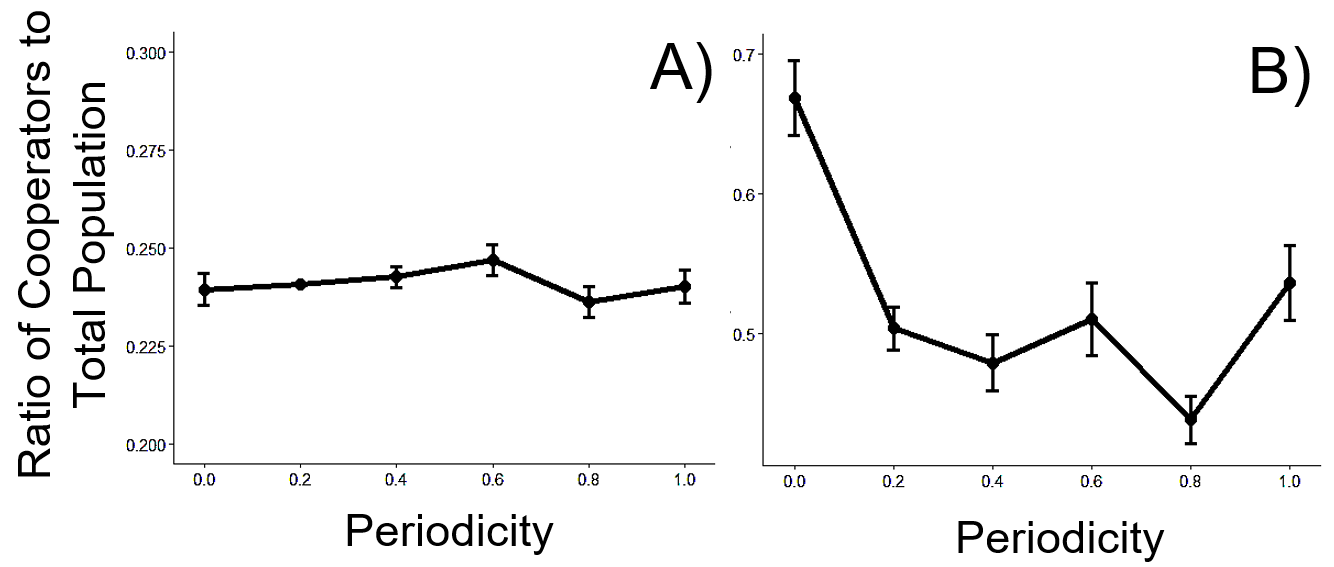 Ratio of Cooperators to
Total Population
A)
0.300
0.275
0.250
0.225
0.200
0.0 0.2 0.4 0.6 0.8 1.0
Periodicity
B)
0.7
0.6
0.5
0.0 0.2 0.4 0.6 0.8 1.0
Periodicity